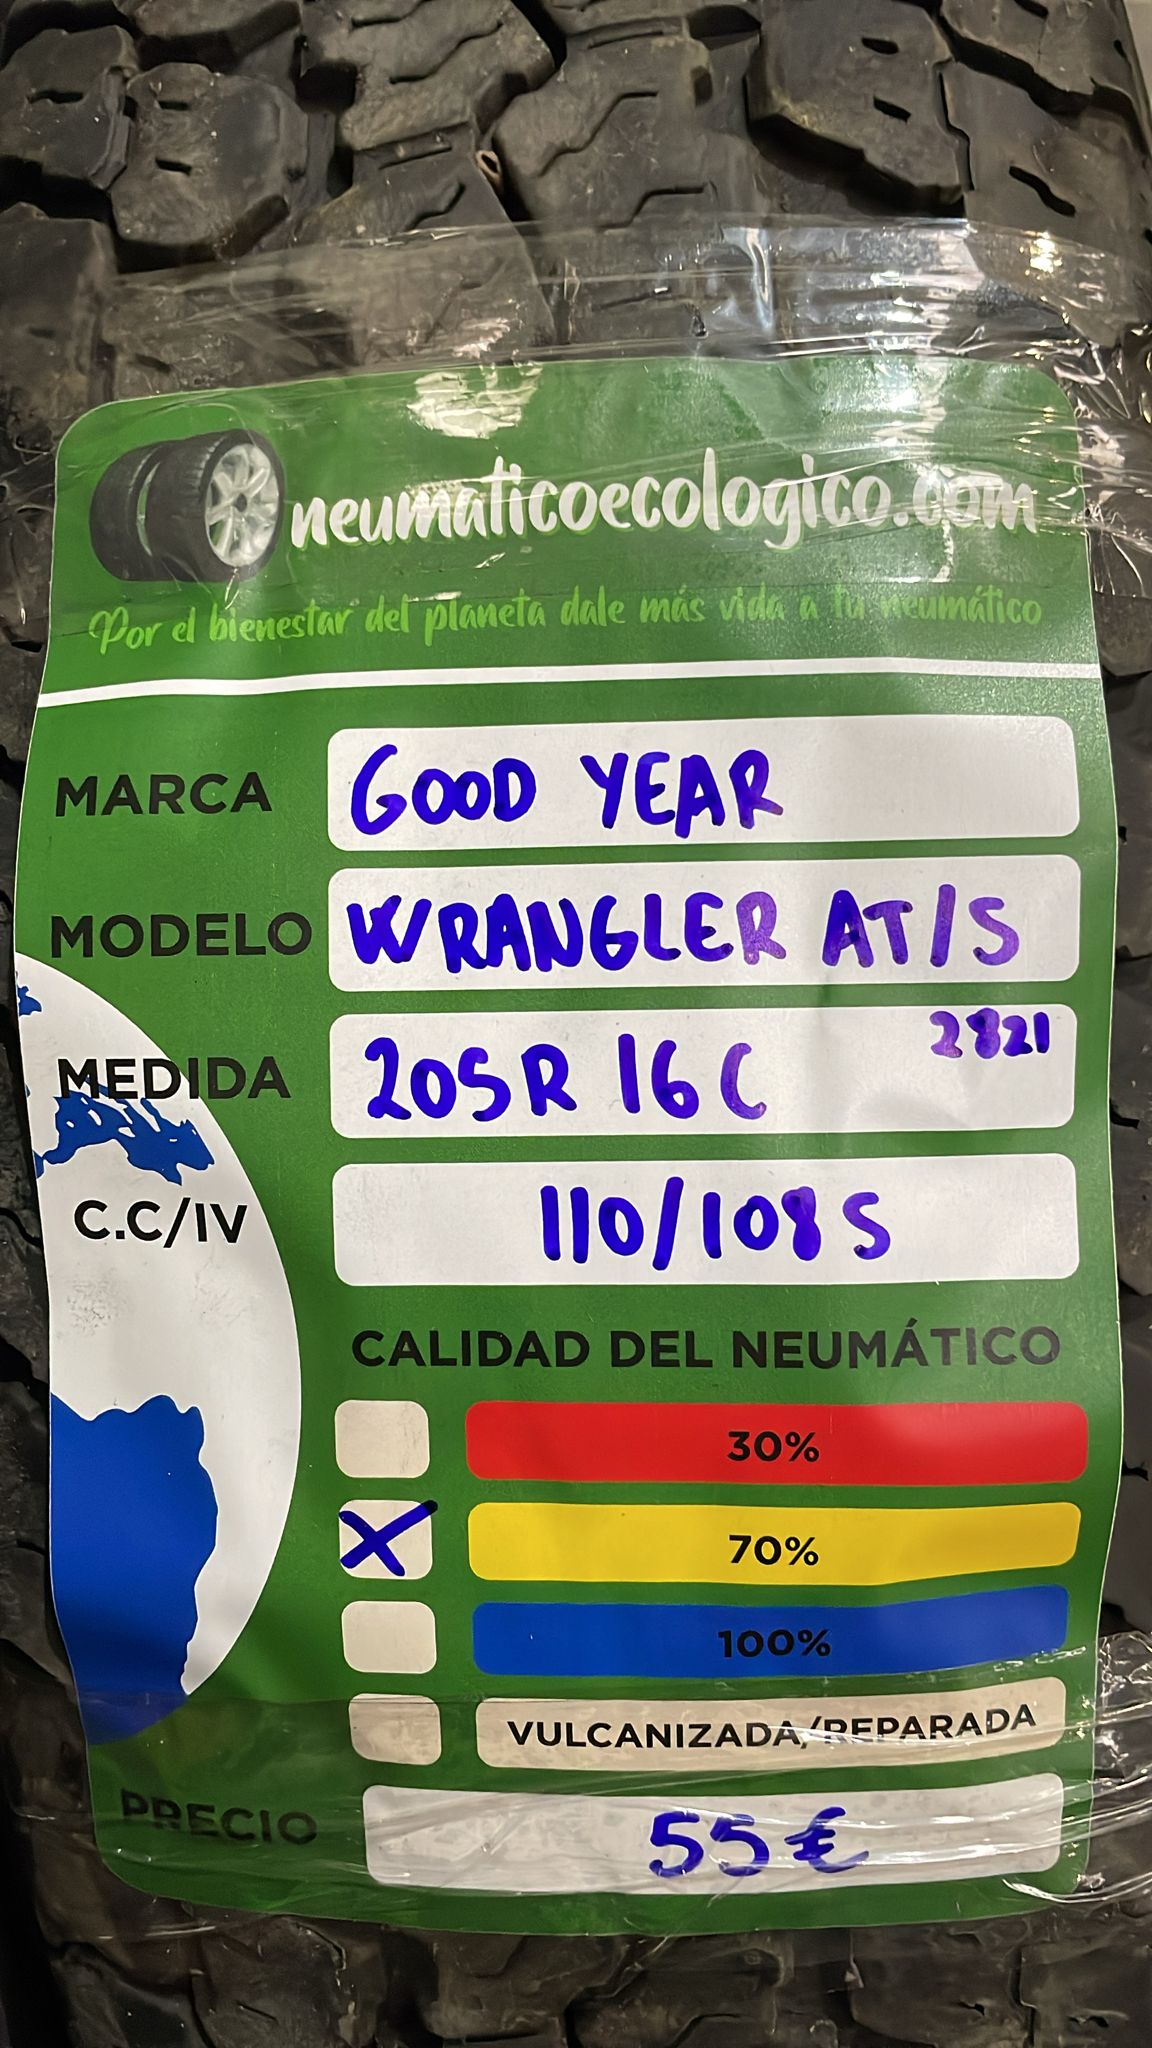 neumaticoecologico.com
Por el bienestar del planeta dale más vida a tu neumático
MARCA GOOD YEAR
MODELO WRANGLER AT/S
MEDIDA 205R 16C 2821
C.C/IV 110/108S
CALIDAD DEL NEUMÁTICO
30%
X 70%
100%
VULCANIZADA/REPARADA
PRECIO 55€